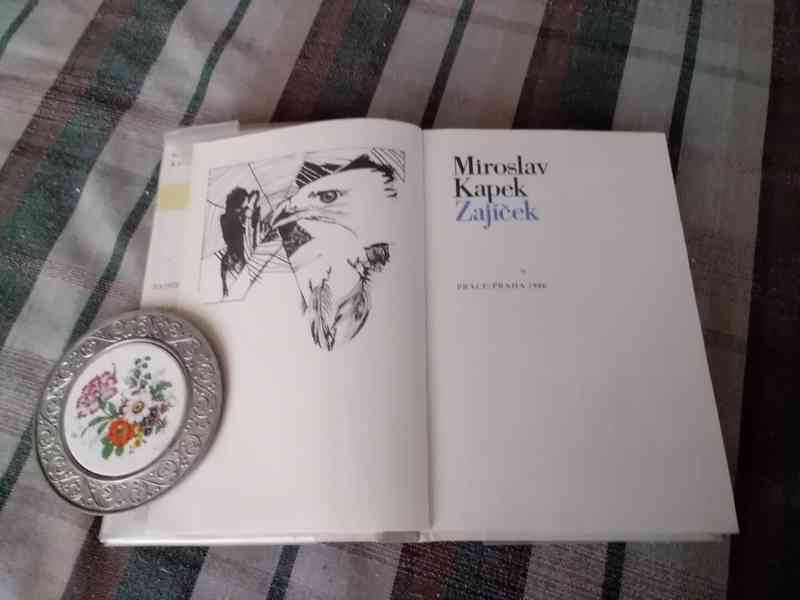 Miroslav
Kapek
Zajíček
PRÁCE/PRAHA 1986